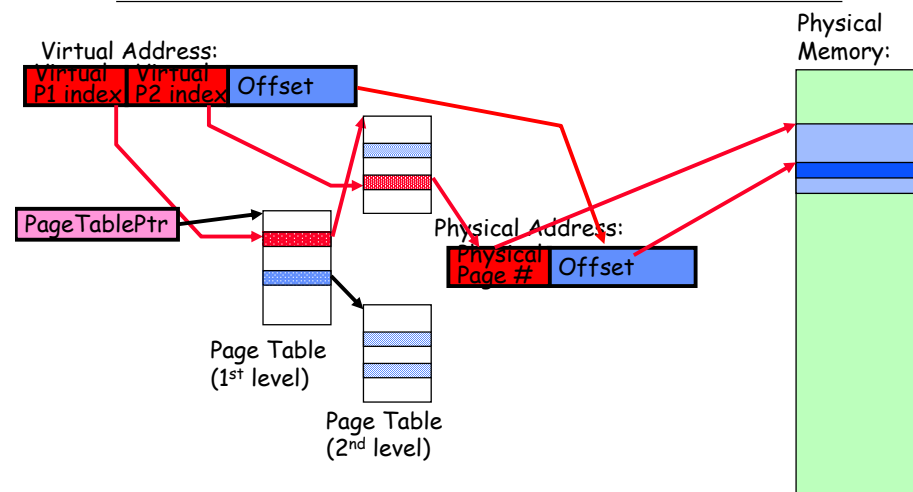 Physical
Memory:
Virtual Address:
Virtual
P1 index
Virtual
P2 index
Offset
PageTablePtr
Physical Address:
Physical
Page #
Offset
Page Table
(1st level)
Page Table
(2nd level)